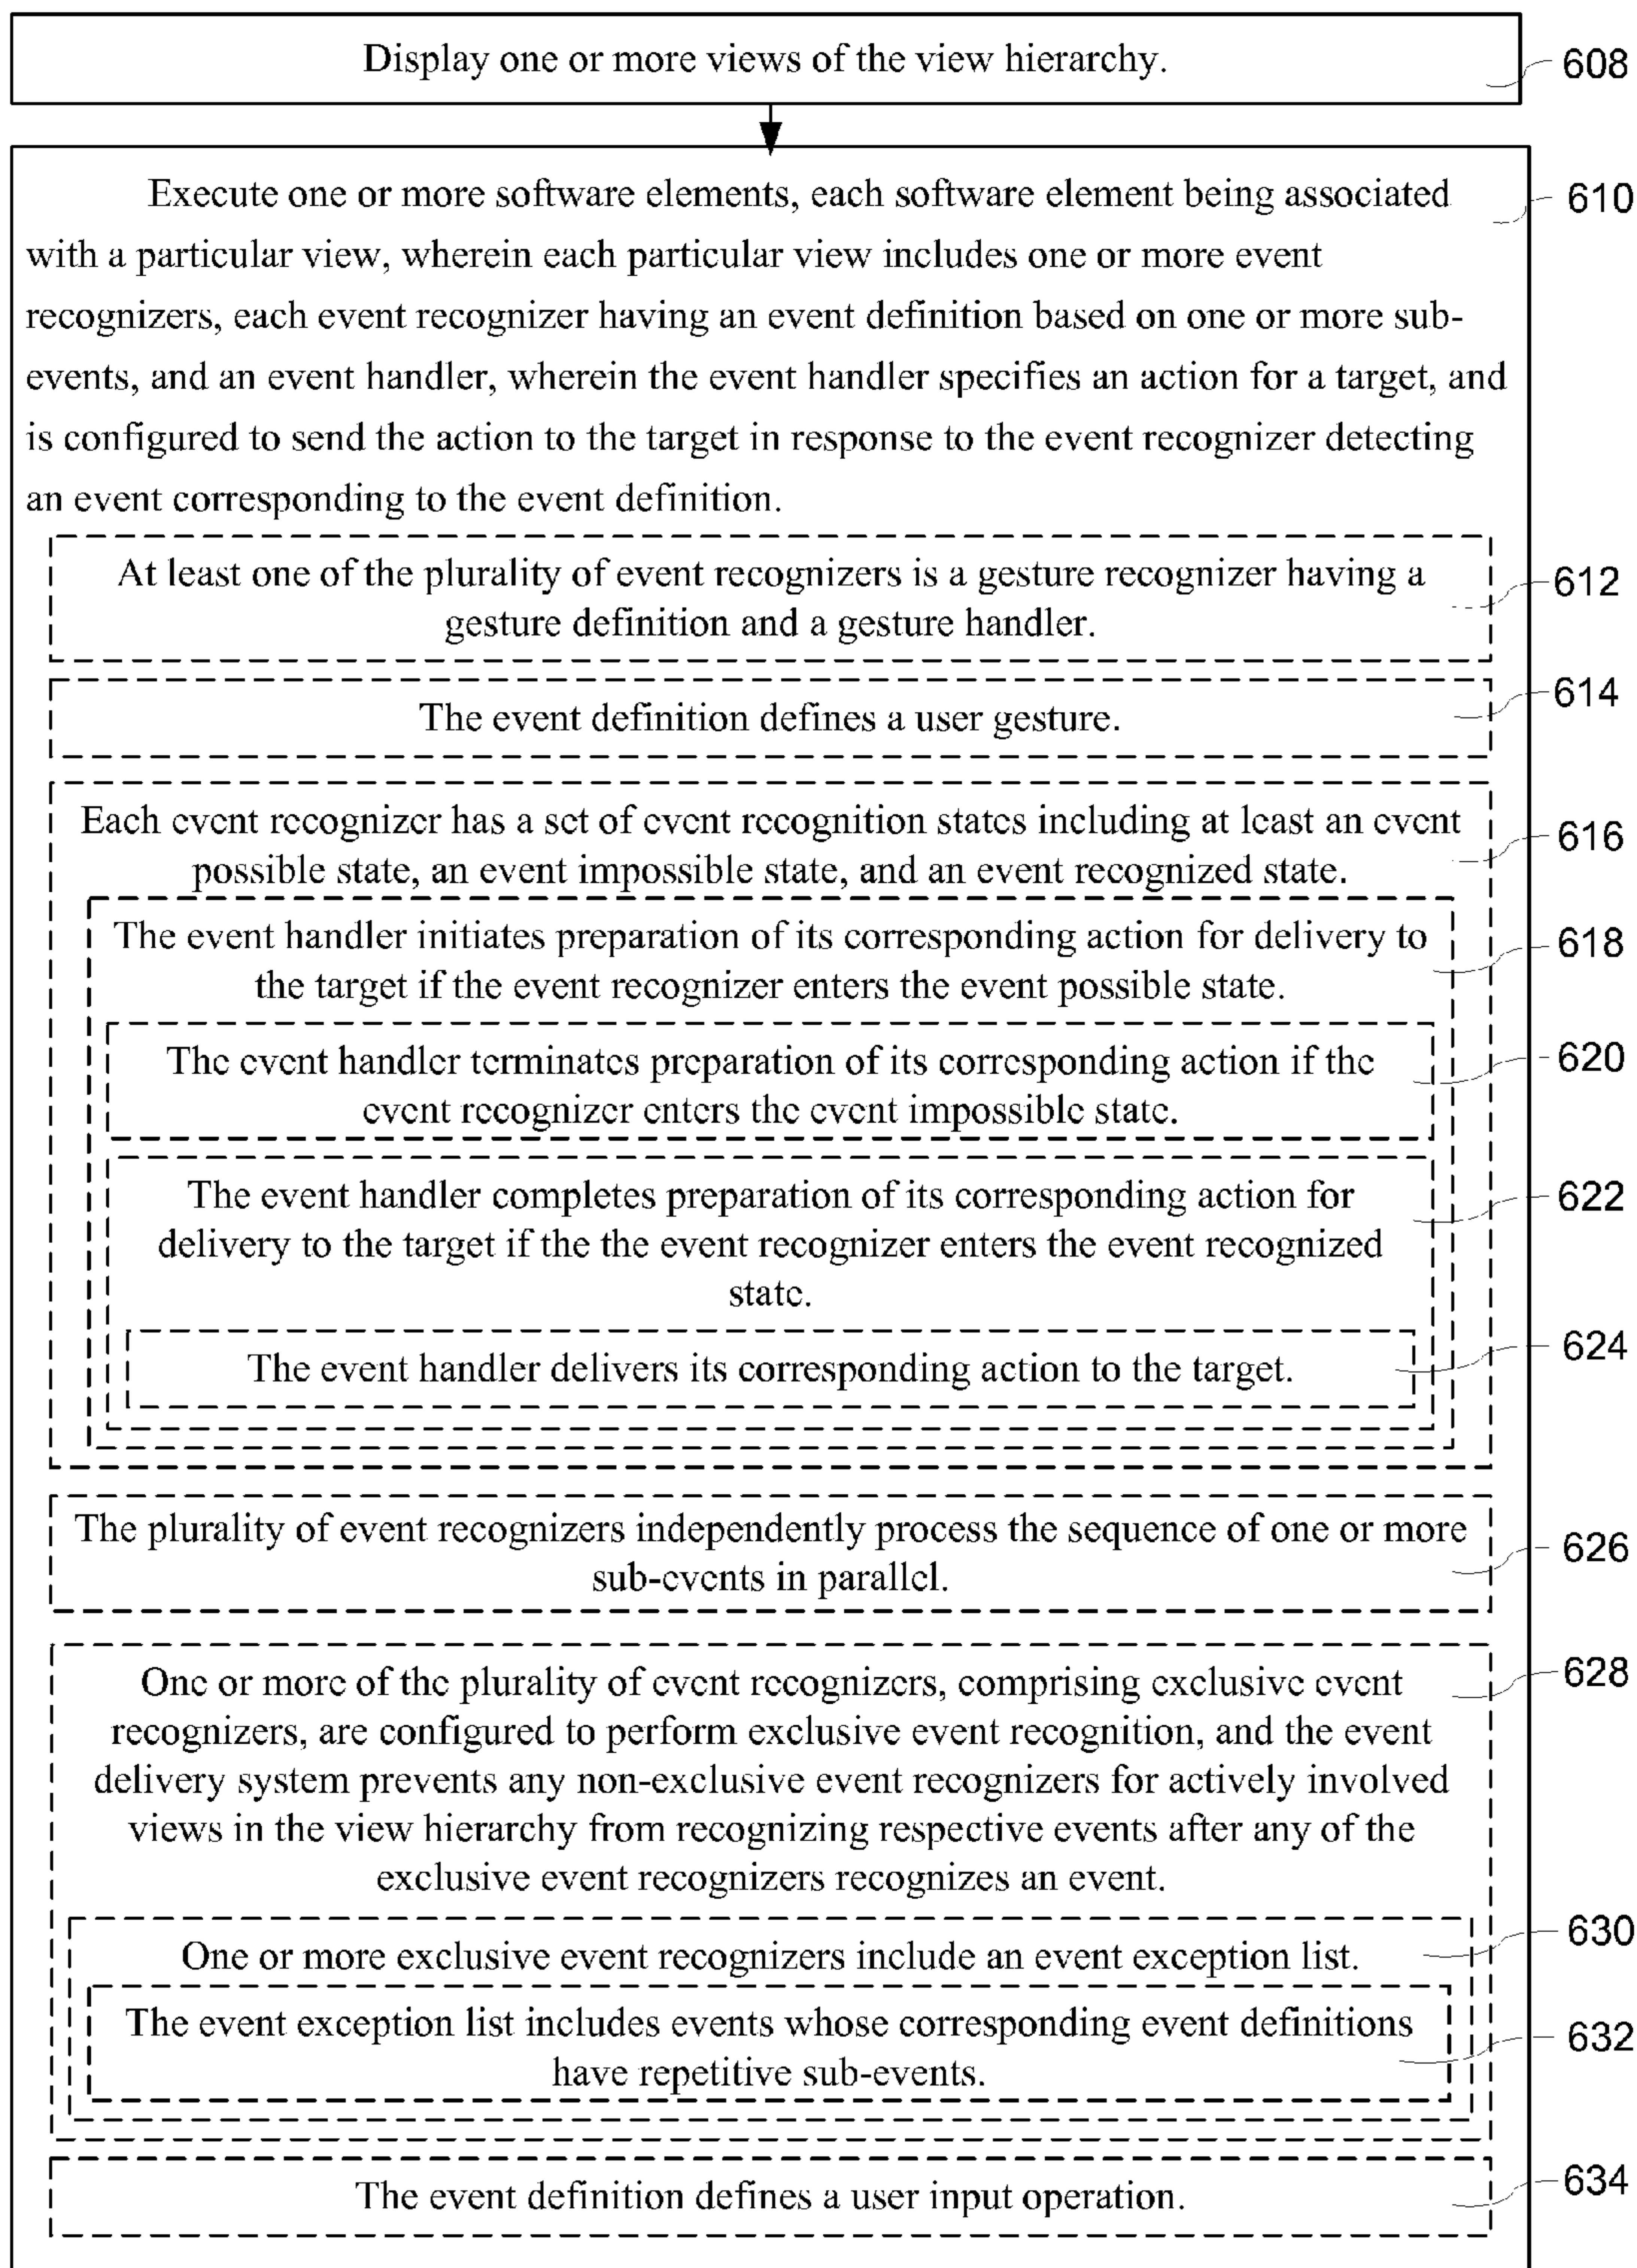 Display one or more views of the view hierarchy.
608
Execute one or more software elements, each software element being associated
610
with a particular view, wherein each particular view includes one or more event
recognizers, each event recognizer having an event definition based on one or more sub-
events, and an event handler, wherein the event handler specifies an action for a target, and
is configured to send the action to the target in response to the event recognizer detecting
an event corresponding to the event definition.
At least one of the plurality of event recognizers is a gesture recognizer having a
612
gesture definition and a gesture handler.
The event definition defines a user gesture.
614
Each event recognizer has a set of event recognition states including at least an event
616
possible state, an event impossible state, and an event recognized state.
The event handler initiates preparation of its corresponding action for delivery to
618
the target if the event recognizer enters the event possible state.
The event handler terminates preparation of its corresponding action if the
620
event recognizer enters the event impossible state.
The event handler completes preparation of its corresponding action for
622
delivery to the target if the the event recognizer enters the event recognized
state.
The event handler delivers its corresponding action to the target.
624
The plurality of event recognizers independently process the sequence of one or more
626
sub-events in parallel.
One or more of the plurality of event recognizers, comprising exclusive event
628
recognizers, are configured to perform exclusive event recognition, and the event
delivery system prevents any non-exclusive event recognizers for actively involved
views in the view hierarchy from recognizing respective events after any of the
exclusive event recognizers recognizes an event.
One or more exclusive event recognizers include an event exception list.
630
The event exception list includes events whose corresponding event definitions
632
have repetitive sub-events.
The event definition defines a user input operation.
634